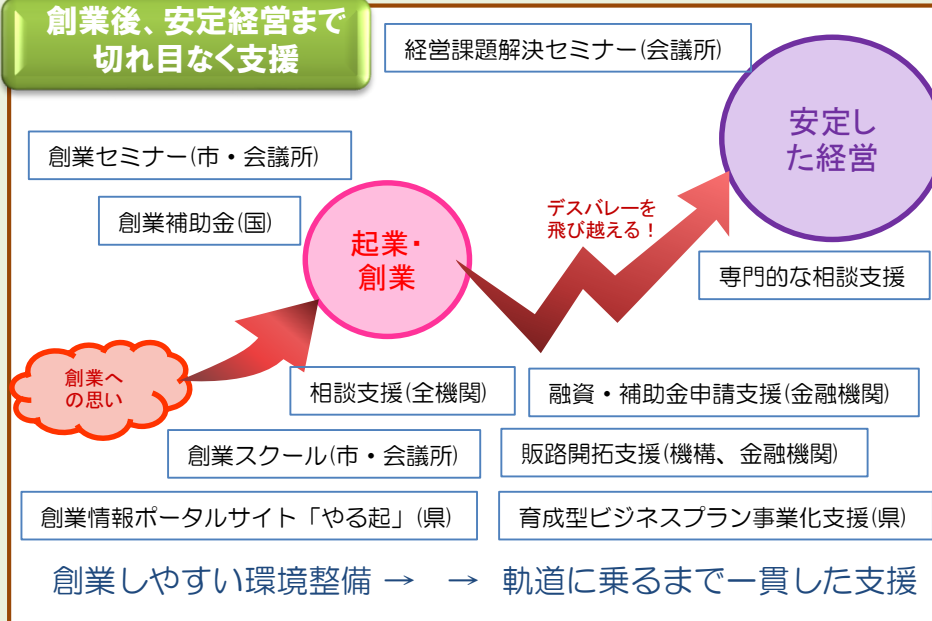 創業後、安定経営まで
切れ目なく支援
経営課題解決セミナー(会議所)
安定し
た経営
創業セミナー(市・会議所)
創業補助金(国)
起業・
創業
デスバレーを
飛び越える！
専門的な相談支援
創業へ
の思い
相談支援(全機関)
融資・補助金申請支援(金融機関)
創業スクール(市・会議所)
販路開拓支援(機構、金融機関)
創業情報ポータルサイト「やる起」(県)
育成型ビジネスプラン事業化支援(県)
創業しやすい環境整備 → → 軌道に乗るまで一貫した支援